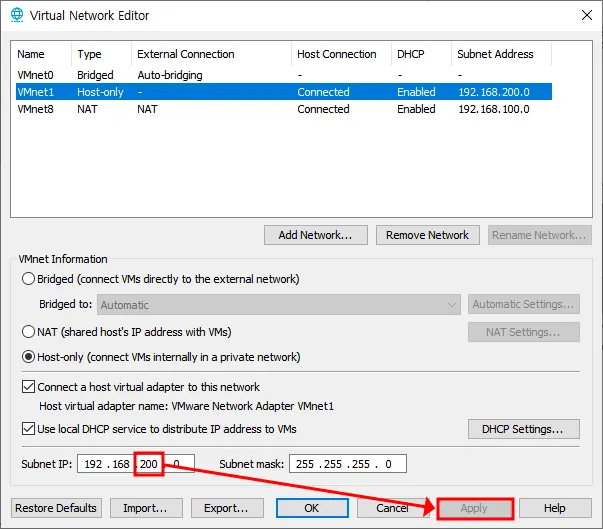 Virtual Network Editor
Name Type External Connection Host Connection DHCP Subnet Address
VMnet0 Bridged Auto-bridging - - -
VMnet1 Host-only - Connected Enabled 192.168.200.0
VMnet8 NAT NAT Connected Enabled 192.168.100.0
Add Network... Remove Network Rename Network...
VMnet Information
Bridged (connect VMs directly to the external network)
Bridged to: Automatic Automatic Settings...
NAT (shared host's IP address with VMs) NAT Settings...
Host-only (connect VMs internally in a private network)
Connect a host virtual adapter to this network
Host virtual adapter name: VMware Network Adapter VMnet1
Use local DHCP service to distribute IP address to VMs DHCP Settings...
Subnet IP: 192 . 168 . 200 . 0 Subnet mask: 255 . 255 . 255 . 0
Restore Defaults Import... Export... OK Cancel Apply Help